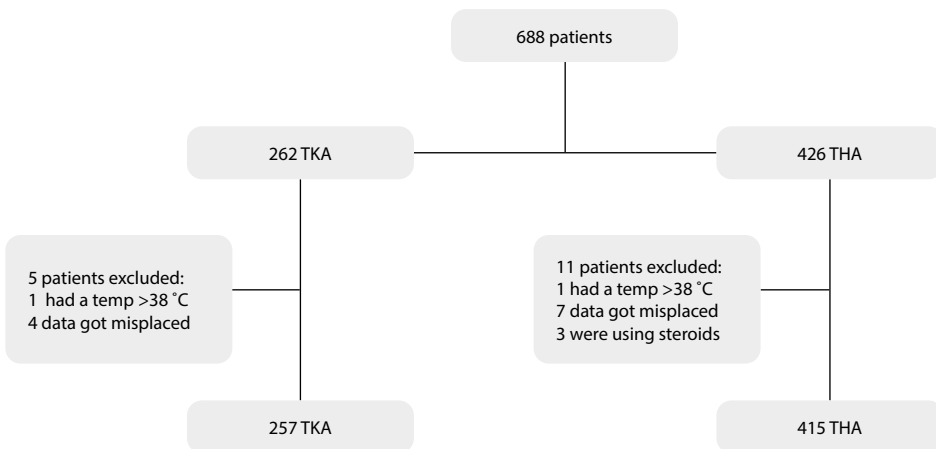 688 patients
262 TKA
426 THA
5 patients excluded:
1 had a temp >38 ˚C
4 data got misplaced
11 patients excluded:
1 had a temp >38 ˚C
7 data got misplaced
3 were using steroids
257 TKA
415 THA